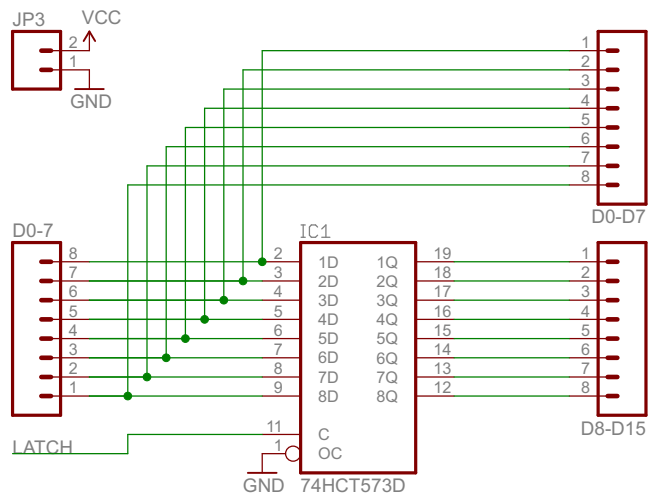 JP3
VCC
2
1
GND
1
2
3
4
5
6
7
8
D0-D7
D0-7
IC1
8 2 1D 1Q 19 1
7 3 2D 2Q 18 2
6 4 3D 3Q 17 3
5 5 4D 4Q 16 4
4 6 5D 5Q 15 5
3 7 6D 6Q 14 6
2 8 7D 7Q 13 7
1 9 8D 8Q 12 8
D8-D15
11 C
LATCH
1 OC
GND
74HCT573D